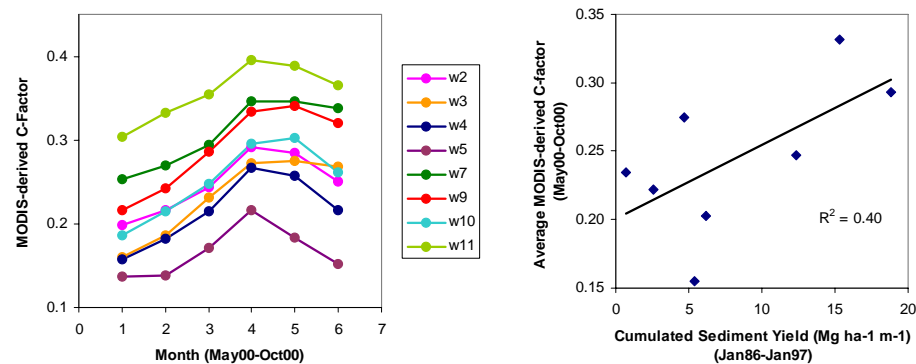 MODIS-derived C-Factor
0.4
0.3
0.2
0.1
0 1 2 3 4 5 6 7
Month (May00-Oct00)
w2
w3
w4
w5
w7
w9
w10
w11
Average MODIS-derived C-factor
(May00-Oct00)
0.35
0.30
0.25
0.20
0.15
R² = 0.40
0 5 10 15 20
Cumulated Sediment Yield (Mg ha-1 m-1)
(Jan86-Jan97)